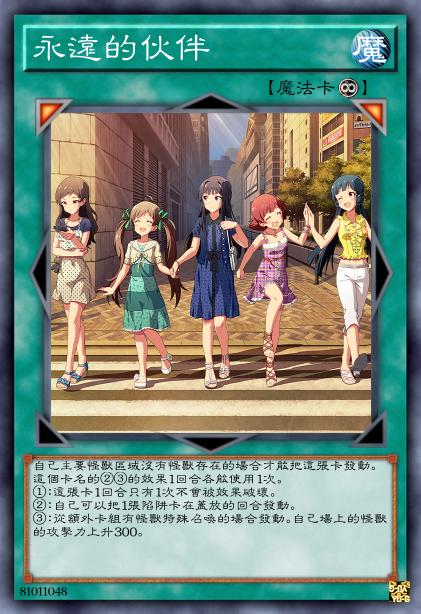 永遠的伙伴
魔
【魔法卡】
自己主要怪獸區域沒有怪獸存在的場合才能把這張卡發動。
這個卡名的②③的效果1回合各能使用1次。
①:這張卡1回合只有1次不會被效果破壞。
②:自己可以把1張陷阱卡在蓋放的回合發動。
③:從額外卡組有怪獸特殊召喚的場合發動。自己場上的怪獸
的攻擊力上升300。
81011048